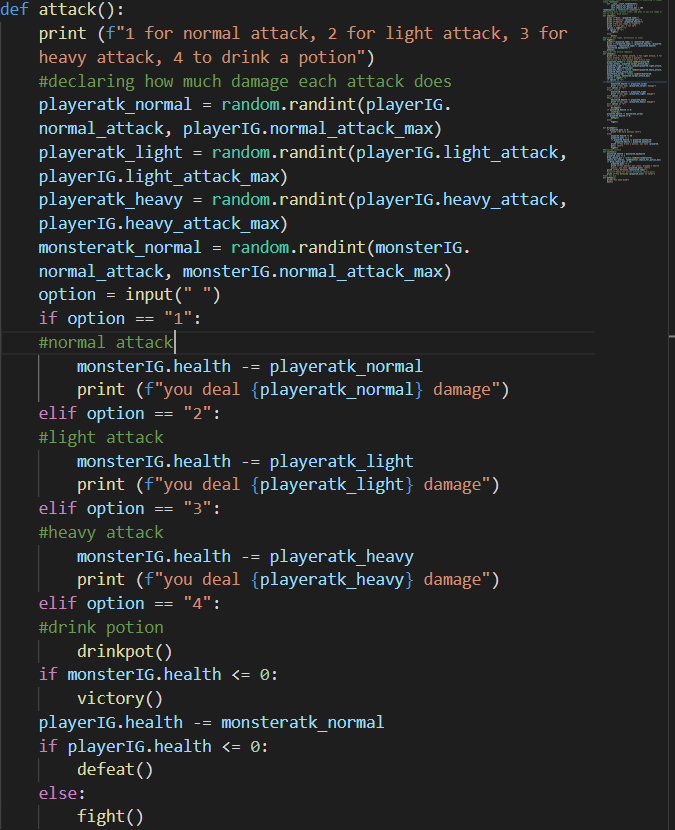 def attack():
print (f"1 for normal attack, 2 for light attack, 3 for
heavy attack, 4 to drink a potion")
#declaring how much damage each attack does
playeratk_normal = random.randint(playerIG.
normal_attack, playerIG.normal_attack_max)
playeratk_light = random.randint(playerIG.light_attack,
playerIG.light_attack_max)
playeratk_heavy = random.randint(playerIG.heavy_attack,
playerIG.heavy_attack_max)
monsteratk_normal = random.randint(monsterIG.
normal_attack, monsterIG.normal_attack_max)
option = input(" ")
if option == "1":
#normal attack
monsterIG.health -= playeratk_normal
print (f"you deal {playeratk_normal} damage")
elif option == "2":
#light attack
monsterIG.health -= playeratk_light
print (f"you deal {playeratk_light} damage")
elif option == "3":
#heavy attack
monsterIG.health -= playeratk_heavy
print (f"you deal {playeratk_heavy} damage")
elif option == "4":
#drink potion
drinkpot()
if monsterIG.health <= 0:
victory()
playerIG.health -= monsteratk_normal
if playerIG.health <= 0:
defeat()
else:
fight()